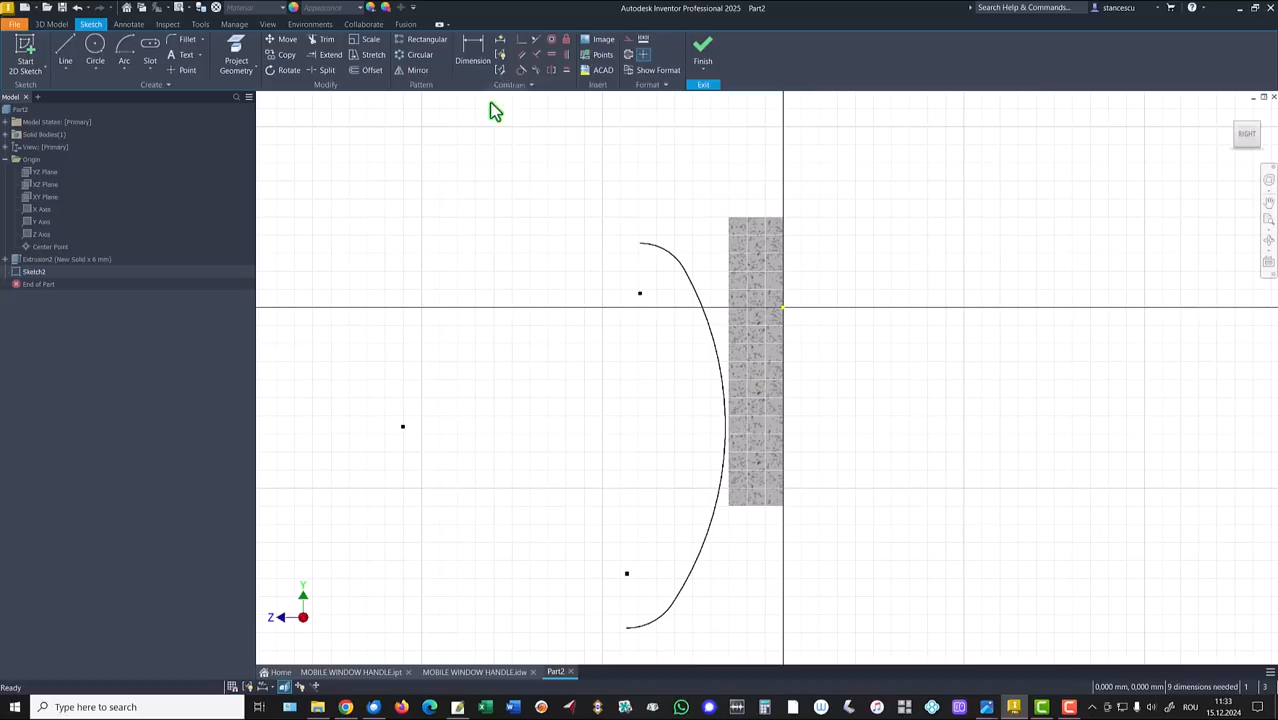 Material
Appearance
Autodesk Inventor Professional 2025 Part2
Search Help & Commands...
stancescu
File 3D Model Sketch Annotate Inspect Tools Manage View Environments Collaborate Fusion
Start
2D Sketch
Line
Circle
Arc
Slot
Fillet
Text
Point
Project
Geometry
Move
Copy
Rotate
Trim
Extend
Split
Scale
Stretch
Offset
Rectangular
Circular
Mirror
Dimension
Image
Points
ACAD
Show Format
Finish
Sketch
Create
Modify
Pattern
Constrain
Insert
Format
Exit
Model
Part2
Model States: [Primary]
Solid Bodies(1)
View: [Primary]
Origin
YZ Plane
XZ Plane
XY Plane
X Axis
Y Axis
Z Axis
Center Point
Extrusion2 (New Solid x 6 mm)
Sketch2
End of Part
RIGHT
Y
Z
Home MOBILE WINDOW HANDLE.ipt MOBILE WINDOW HANDLE.idw Part2
Ready
0,000 mm, 0,000 mm 9 dimensions needed 1 3
Type here to search
ROU
11:33
15.12.2024